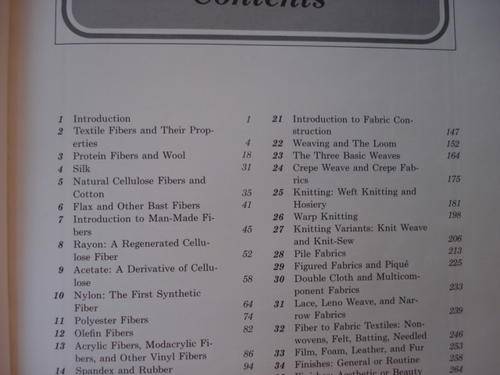 Contents
1 Introduction 1
2 Textile Fibers and Their Prop-
erties 4
3 Protein Fibers and Wool 18
4 Silk 31
5 Natural Cellulose Fibers and
Cotton 35
6 Flax and Other Bast Fibers 41
7 Introduction to Man-Made Fi-
bers 45
8 Rayon: A Regenerated Cellu-
lose Fiber 52
9 Acetate: A Derivative of Cellu-
lose 58
10 Nylon: The First Synthetic
Fiber 64
11 Polyester Fibers 74
12 Olefin Fibers 82
13 Acrylic Fibers, Modacrylic Fi-
bers, and Other Vinyl Fibers 86
14 Spandex and Rubber 94
21 Introduction to Fabric Con-
struction 147
22 Weaving and The Loom 152
23 The Three Basic Weaves 164
24 Crepe Weave and Crepe Fab-
rics 175
25 Knitting: Weft Knitting and
Hosiery 181
26 Warp Knitting 198
27 Knitting Variants: Knit Weave
and Knit-Sew 206
28 Pile Fabrics 213
29 Figured Fabrics and Piqué 225
30 Double Cloth and Multicom-
ponent Fabrics 233
31 Lace, Leno Weave, and Nar-
row Fabrics 239
32 Fiber to Fabric Textiles: Non-
wovens, Felt, Batting, Needled 246
33 Film, Foam, Leather, and Fur 253
34 Finishes: General or Routine 258
Finishes: Aesthetic or Beauty 264